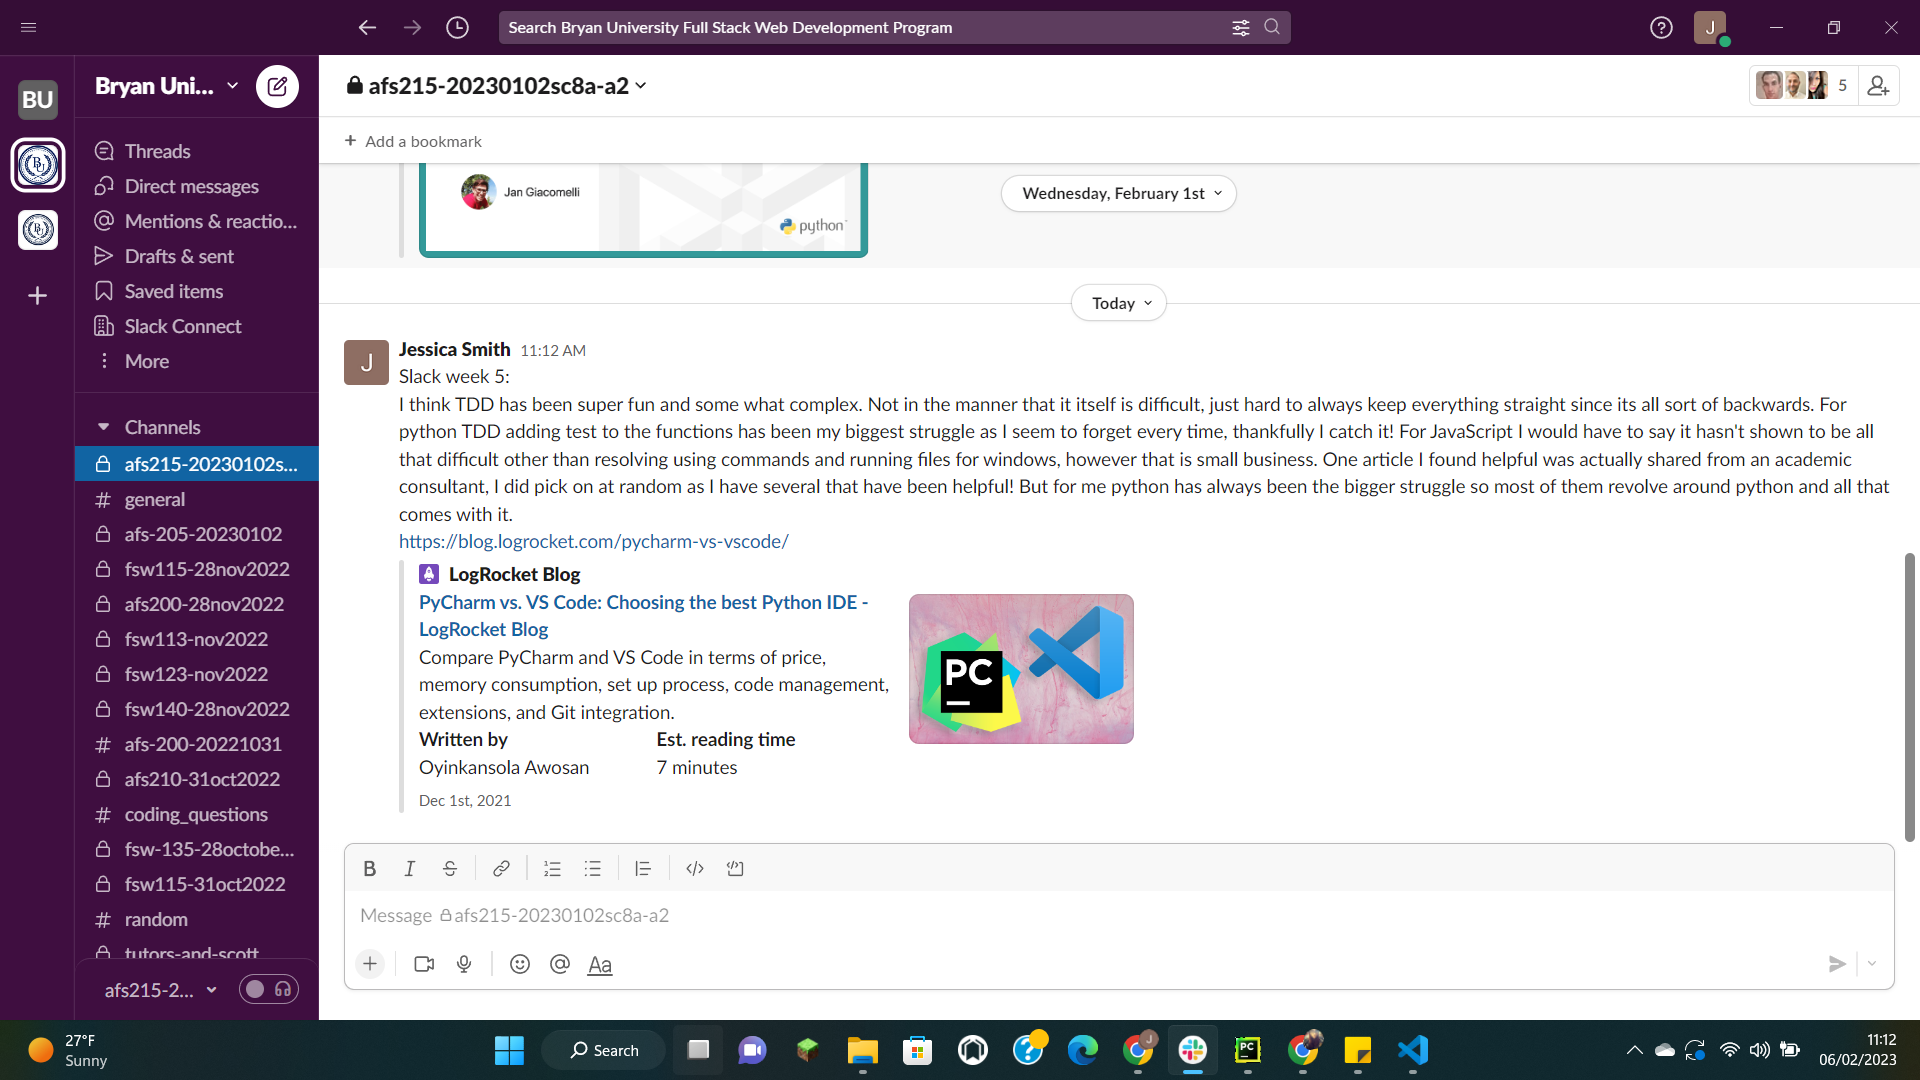 Search Bryan University Full Stack Web Development Program
J
BU
Bryan Uni...
Threads
Direct messages
Mentions & reactio...
Drafts & sent
Saved items
Slack Connect
More
Channels
afs215-20230102s...
general
afs-205-20230102
fsw115-28nov2022
afs200-28nov2022
fsw113-nov2022
fsw123-nov2022
fsw140-28nov2022
afs-200-20221031
afs210-31oct2022
coding_questions
fsw-135-28octobe...
fsw115-31oct2022
random
tutors-and-scott
afs215-2...
afs215-20230102sc8a-a2
5
+ Add a bookmark
Jan Giacomelli
python
Wednesday, February 1st
Today
J
Jessica Smith 11:12 AM
Slack week 5:
I think TDD has been super fun and some what complex. Not in the manner that it itself is difficult, just hard to always keep everything straight since its all sort of backwards. For
python TDD adding test to the functions has been my biggest struggle as I seem to forget every time, thankfully I catch it! For JavaScript I would have to say it hasn't shown to be all
that difficult other than resolving using commands and running files for windows, however that is small business. One article I found helpful was actually shared from an academic
consultant, I did pick on at random as I have several that have been helpful! But for me python has always been the bigger struggle so most of them revolve around python and all that
comes with it.
https://blog.logrocket.com/pycharm-vs-vscode/
LogRocket Blog
PyCharm vs. VS Code: Choosing the best Python IDE -
LogRocket Blog
Compare PyCharm and VS Code in terms of price,
memory consumption, set up process, code management,
extensions, and Git integration.
Written by Est. reading time
Oyinkansola Awosan 7 minutes
Dec 1st, 2021
PC
B I S
Message afs215-20230102sc8a-a2
Aa
27°F
Sunny
Search
11:12
06/02/2023